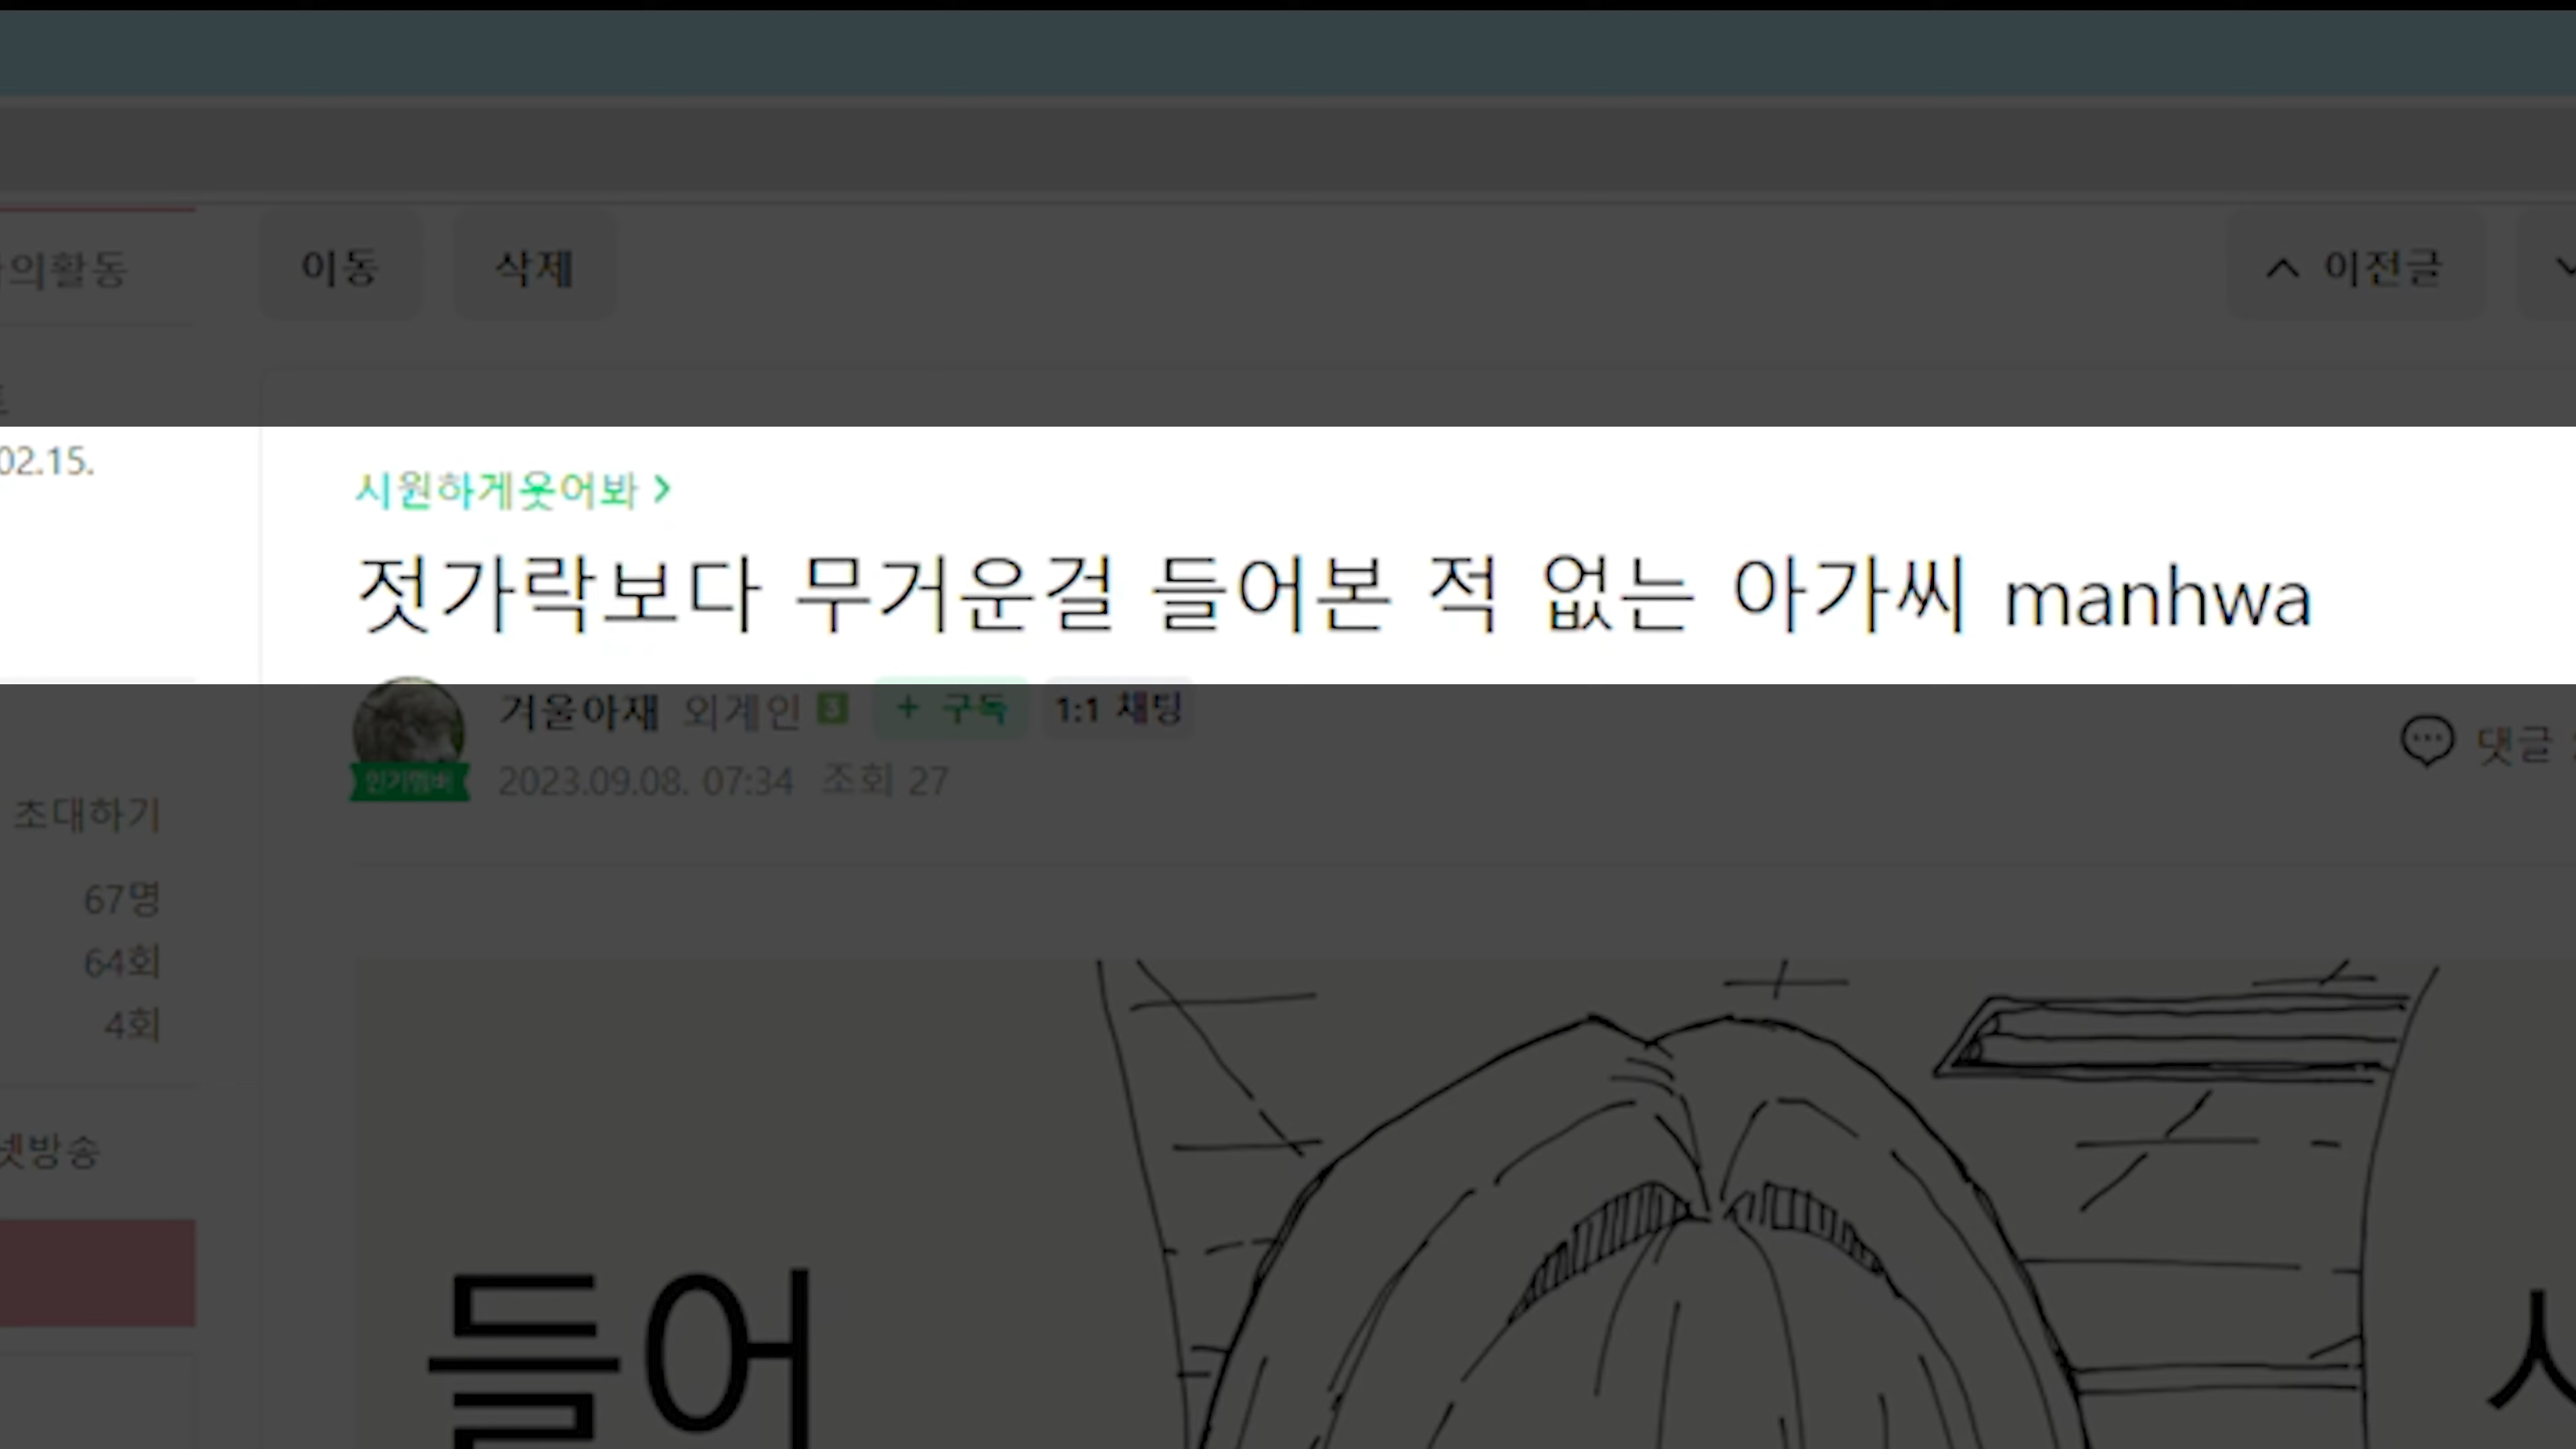 의활동
이동
삭제
이전글
02.15.
시원하게웃어봐 >
젓가락보다 무거운걸 들어본 적 없는 아가씨 manhwa
겨울아재 외계인 3 + 구독 1:1 채팅
인기멤버
2023.09.08. 07:34 조회 27
댓글
초대하기
67명
64회
4회
넷방송
들어
시